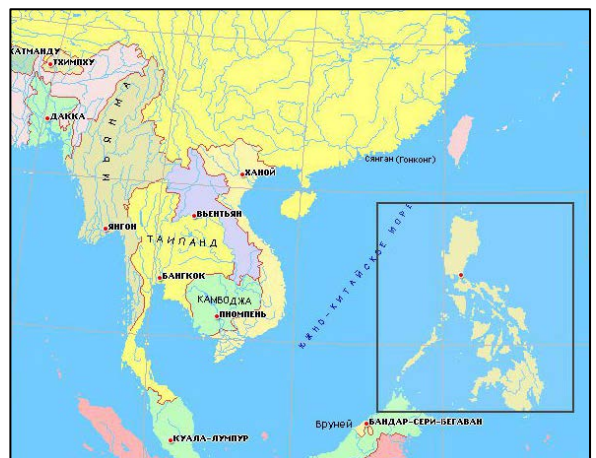 КАТМАНДУ
ТХИМПХУ
ДАККА
МЬЯНМА
Сянган (Гонконг)
ХАНОЙ
ВЬЕНТЬЯН
ЯНГОН
ТАИЛАНД
БАНГКОК
КАМБОДЖА
ПНОМПЕНЬ
ЮЖНО-КИТАЙСКОЕ МОРЕ
Бруней
БАНДАР-СЕРИ-БЕГАВАН
КУАЛА-ЛУМПУР